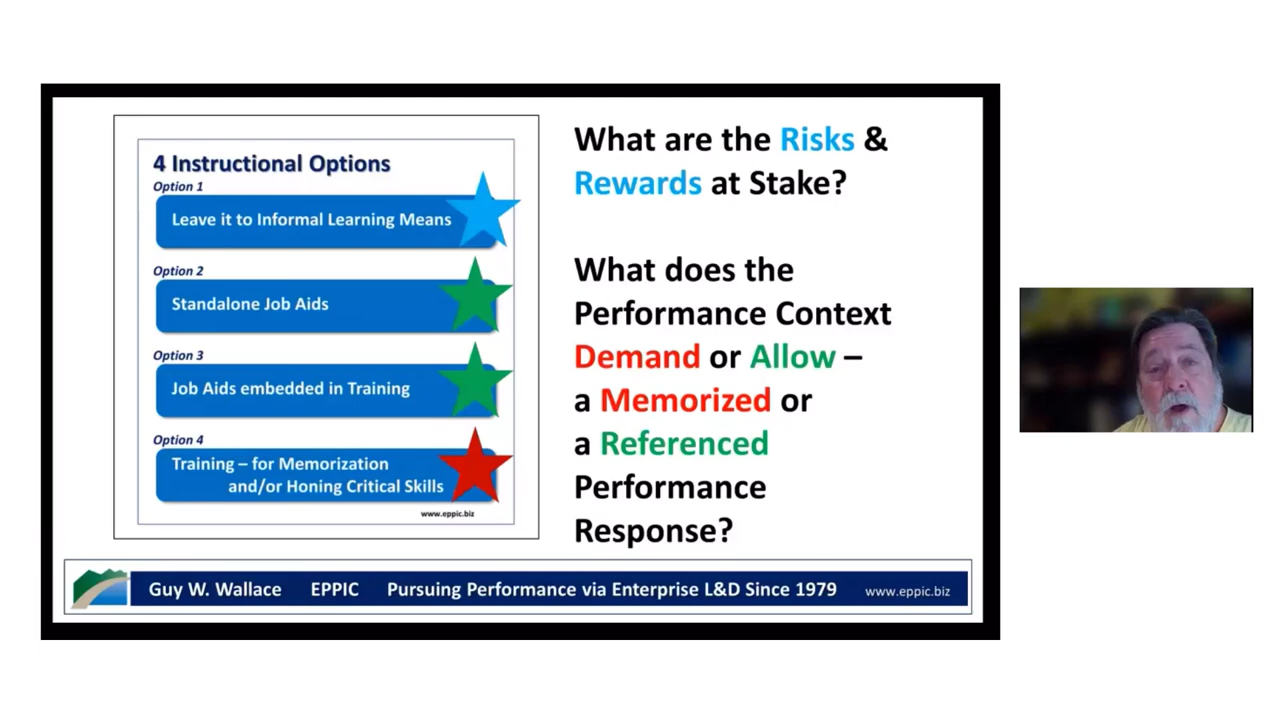 4 Instructional Options
Option 1
Leave it to Informal Learning Means
Option 2
Standalone Job Aids
Option 3
Job Aids embedded in Training
Option 4
Training – for Memorization
and/or Honing Critical Skills
www.eppic.biz
What are the Risks &
Rewards at Stake?
What does the
Performance Context
Demand or Allow –
a Memorized or
a Referenced
Performance
Response?
Guy W. Wallace EPPIC Pursuing Performance via Enterprise L&D Since 1979 www.eppic.biz